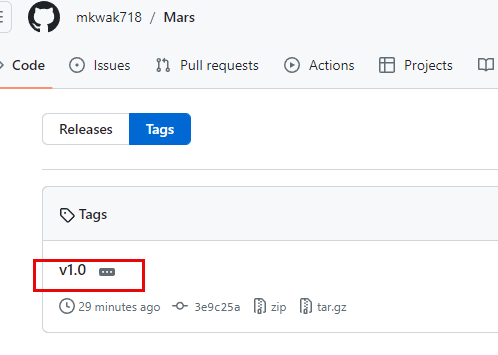 mkwak718 / Mars
Code Issues Pull requests Actions Projects
Releases Tags
Tags
v1.0
29 minutes ago 3e9c25a zip tar.gz